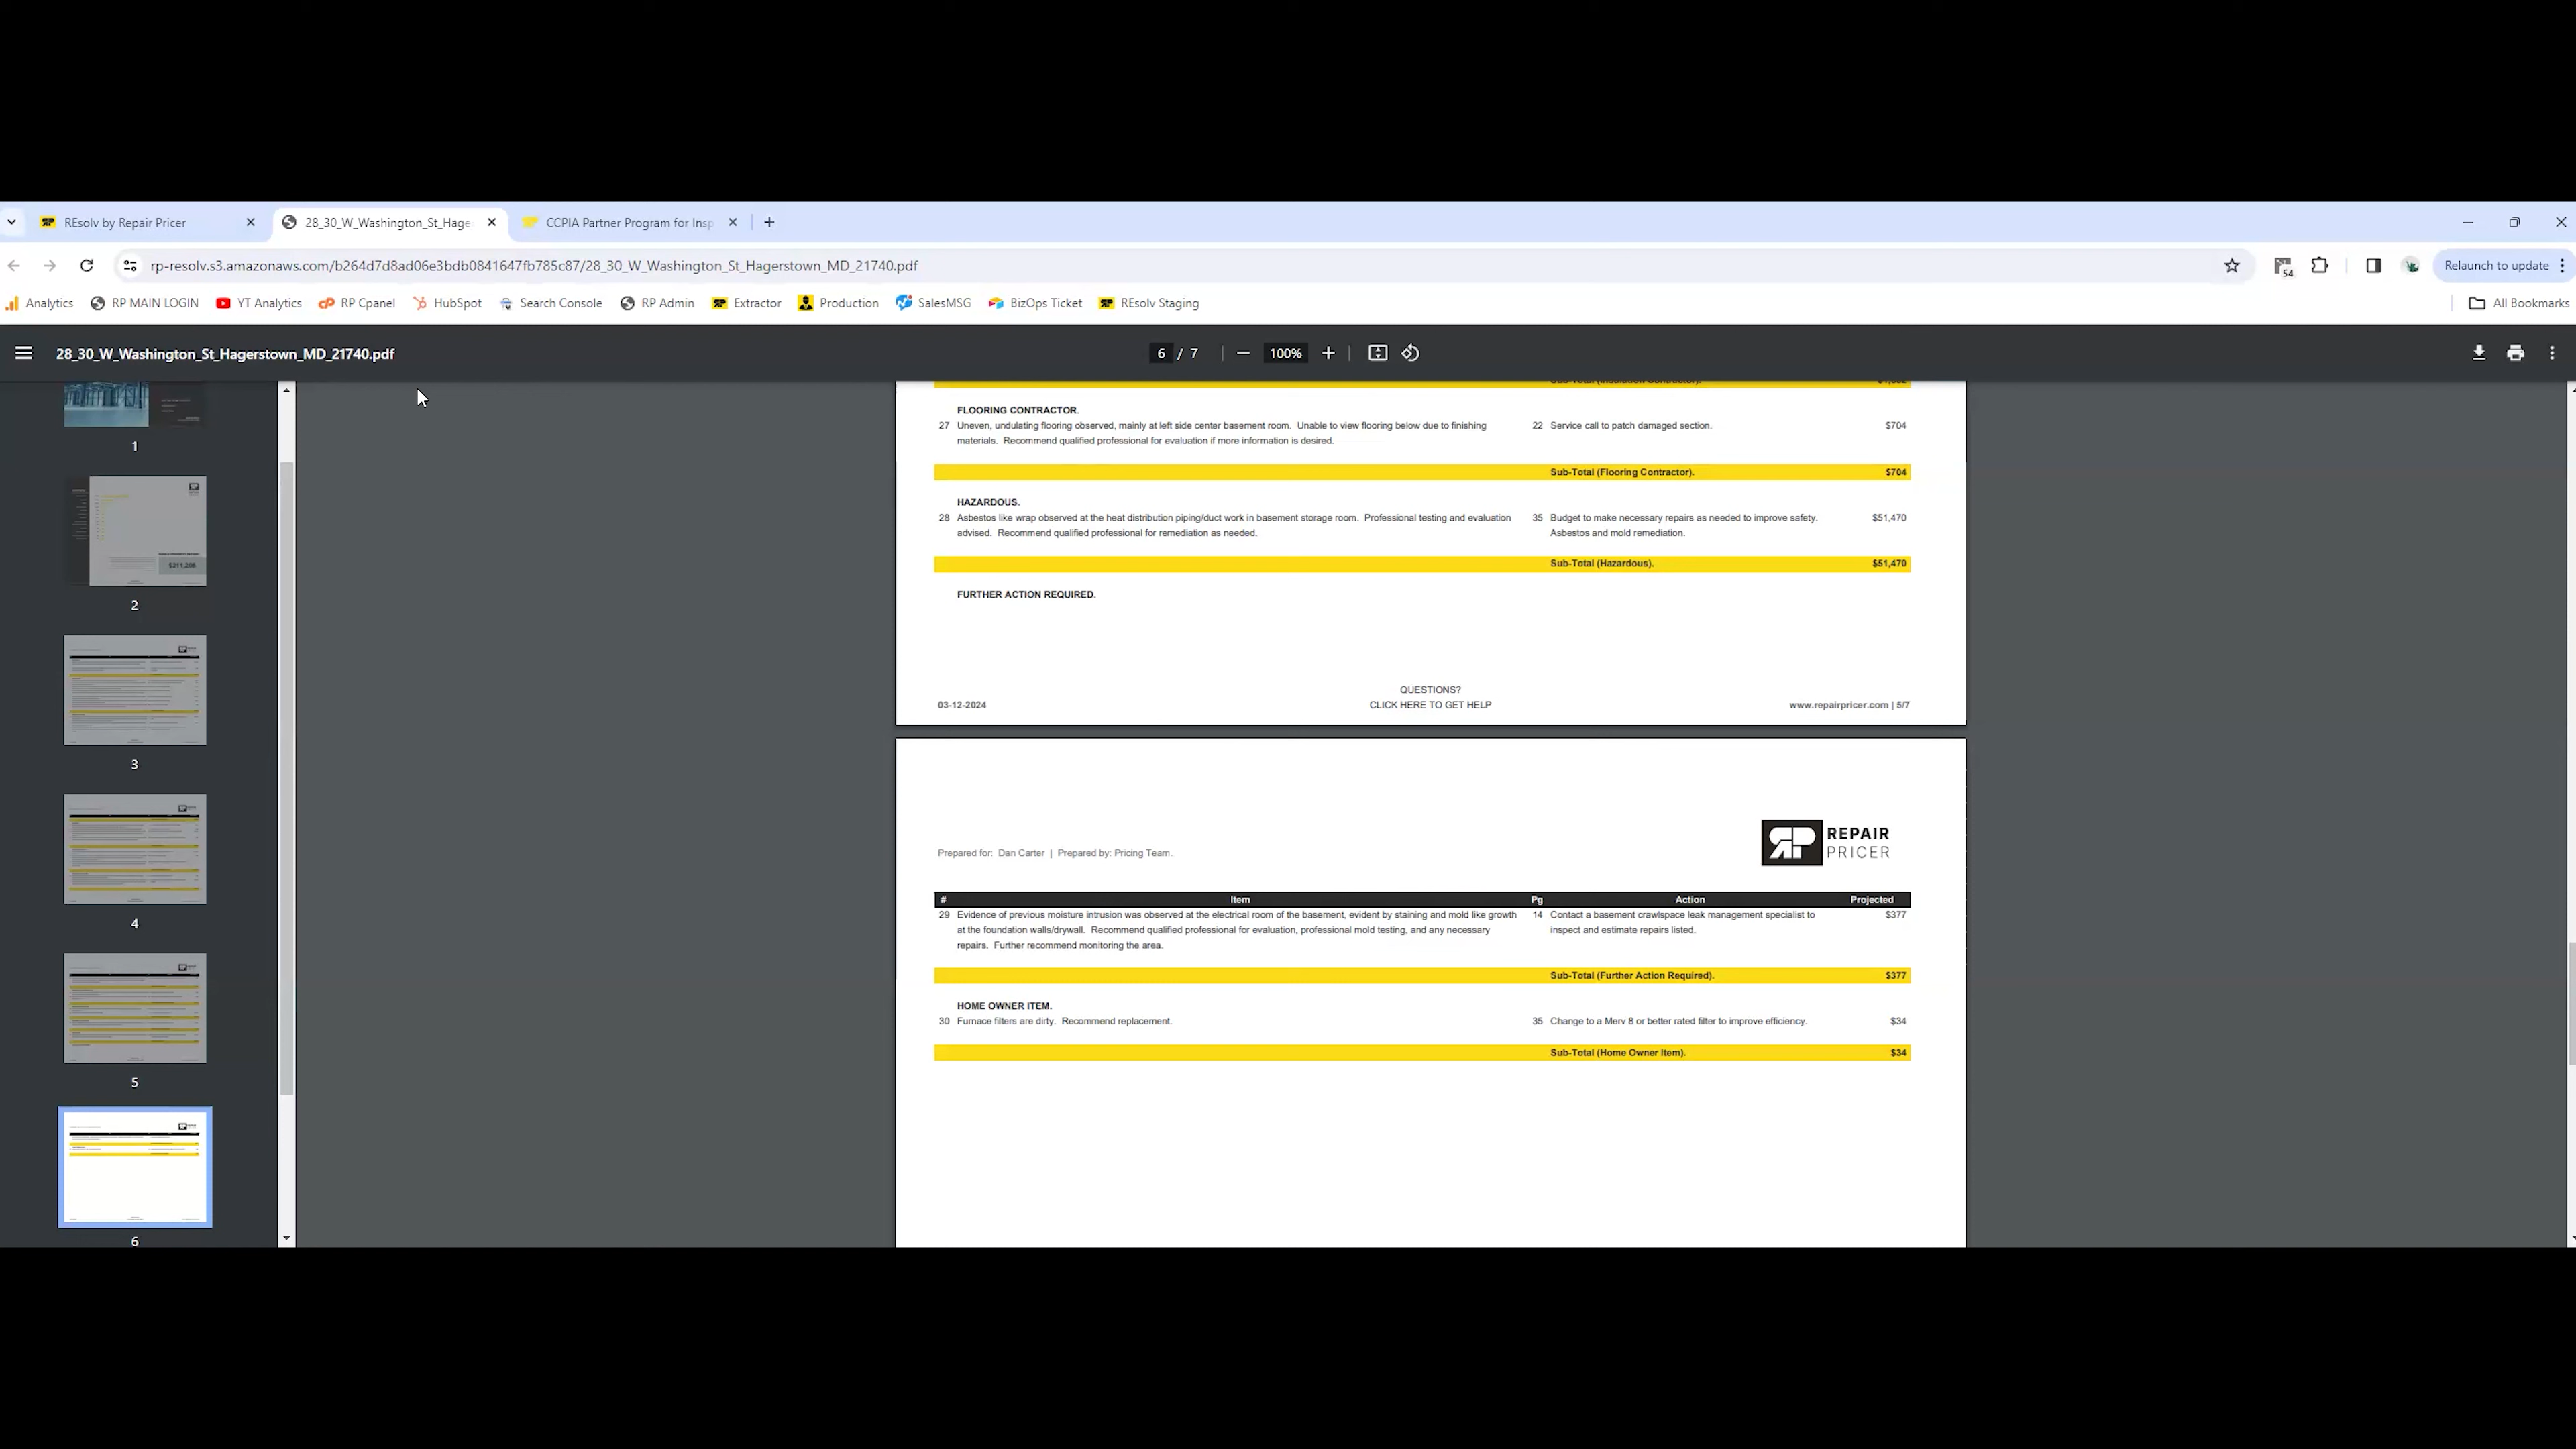 REsolv by Repair Pricer
28_30_W_Washington_St_Hage
CCPIA Partner Program for Insp
rp-resolv.s3.amazonaws.com/b264d7d8ad06e3bdb0841647fb785c87/28_30_W_Washington_St_Hagerstown_MD_21740.pdf
54
Relaunch to update
Analytics
RP MAIN LOGIN
YT Analytics
RP Cpanel
HubSpot
Search Console
RP Admin
Extractor
Production
SalesMSG
BizOps Ticket
REsolv Staging
All Bookmarks
28_30_W_Washington_St_Hagerstown_MD_21740.pdf
6 / 7
100%
1
2
3
4
5
6
FLOORING CONTRACTOR.
27 Uneven, undulating flooring observed, mainly at left side center basement room. Unable to view flooring below due to finishing 22 Service call to patch damaged section. $704
materials. Recommend qualified professional for evaluation if more information is desired.
Sub-Total (Flooring Contractor). $704
HAZARDOUS.
28 Asbestos like wrap observed at the heat distribution piping/duct work in basement storage room. Professional testing and evaluation 35 Budget to make necessary repairs as needed to improve safety. $51,470
advised. Recommend qualified professional for remediation as needed. Asbestos and mold remediation.
Sub-Total (Hazardous). $51,470
FURTHER ACTION REQUIRED.
QUESTIONS?
03-12-2024 CLICK HERE TO GET HELP www.repairpricer.com | 5/7
REPAIR
PRICER
Prepared for: Dan Carter | Prepared by: Pricing Team.
# Item Pg Action Projected
29 Evidence of previous moisture intrusion was observed at the electrical room of the basement, evident by staining and mold like growth 14 Contact a basement crawlspace leak management specialist to $377
at the foundation walls/drywall. Recommend qualified professional for evaluation, professional mold testing, and any necessary inspect and estimate repairs listed.
repairs. Further recommend monitoring the area.
Sub-Total (Further Action Required). $377
HOME OWNER ITEM.
30 Furnace filters are dirty. Recommend replacement. 35 Change to a Merv 8 or better rated filter to improve efficiency. $34
Sub-Total (Home Owner Item). $34